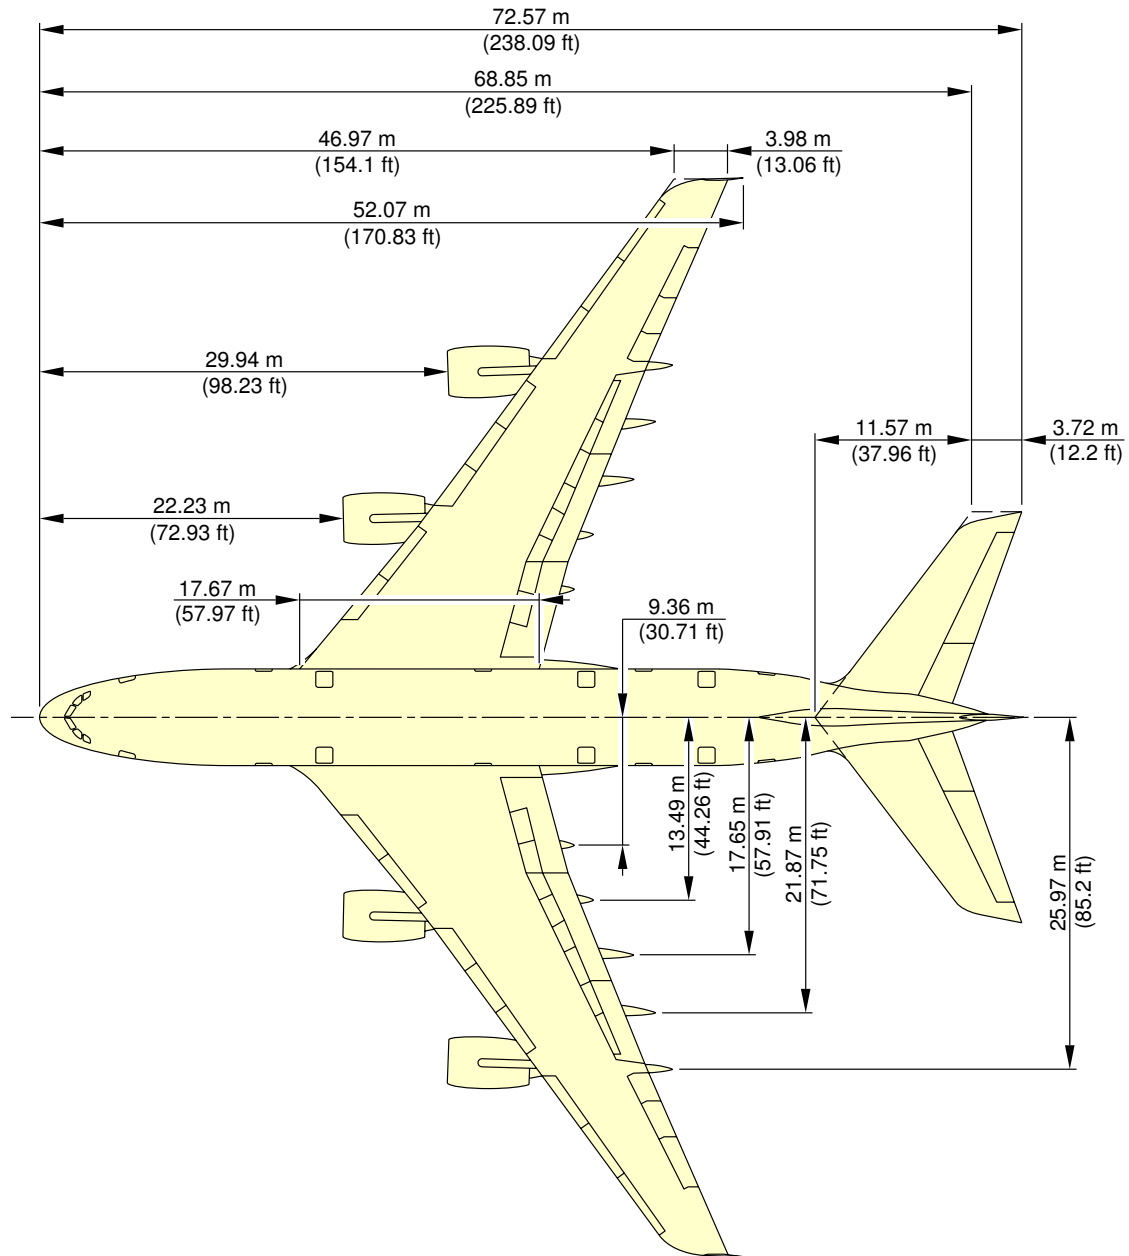 72.57 m
(238.09 ft)
68.85 m
(225.89 ft)
46.97 m
(154.1 ft)
3.98 m
(13.06 ft)
52.07 m
(170.83 ft)
29.94 m
(98.23 ft)
11.57 m
(37.96 ft)
3.72 m
(12.2 ft)
22.23 m
(72.93 ft)
17.67 m
(57.97 ft)
9.36 m
(30.71 ft)
13.49 m
(44.26 ft)
17.65 m
(57.91 ft)
21.87 m
(71.75 ft)
25.97 m
(85.2 ft)